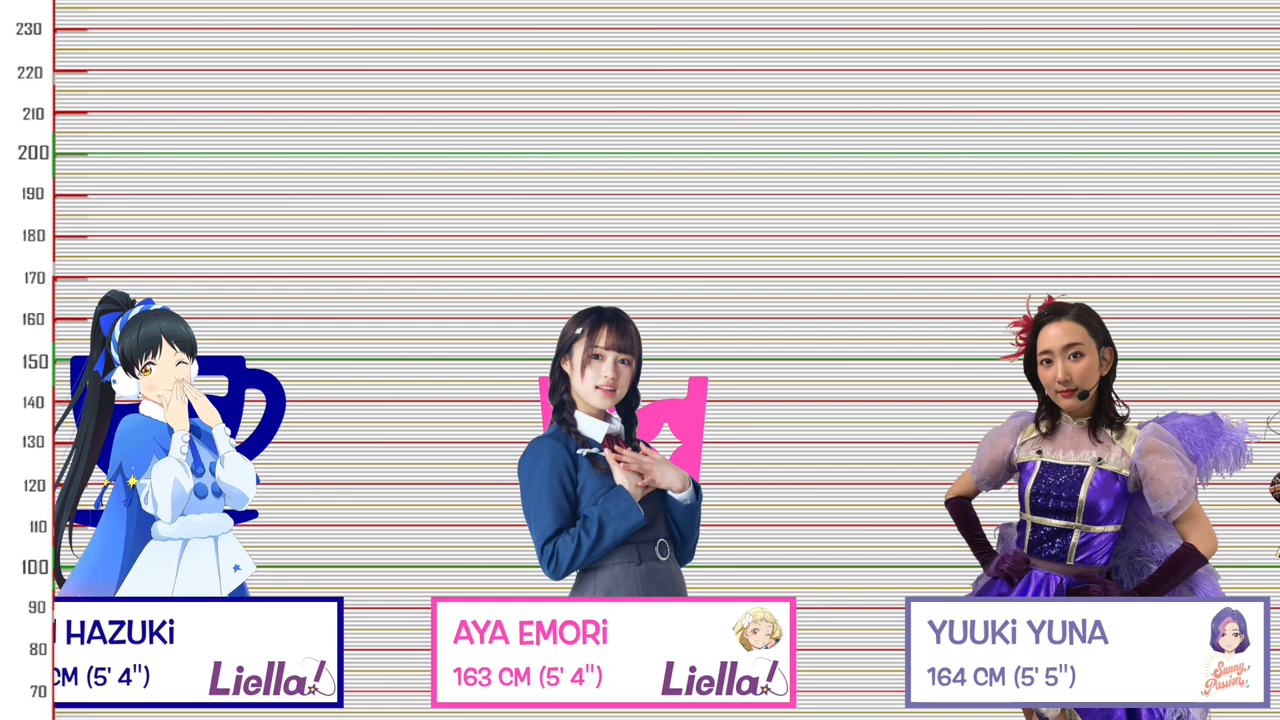 230
220
210
200
190
180
170
160
150
140
130
120
110
100
90
80
70
HAZUKi
CM (5' 4")
Liella!
AYA EMORi
163 CM (5' 4")
Liella!
YUUKi YUNA
164 CM (5' 5")
Sunny
Passion